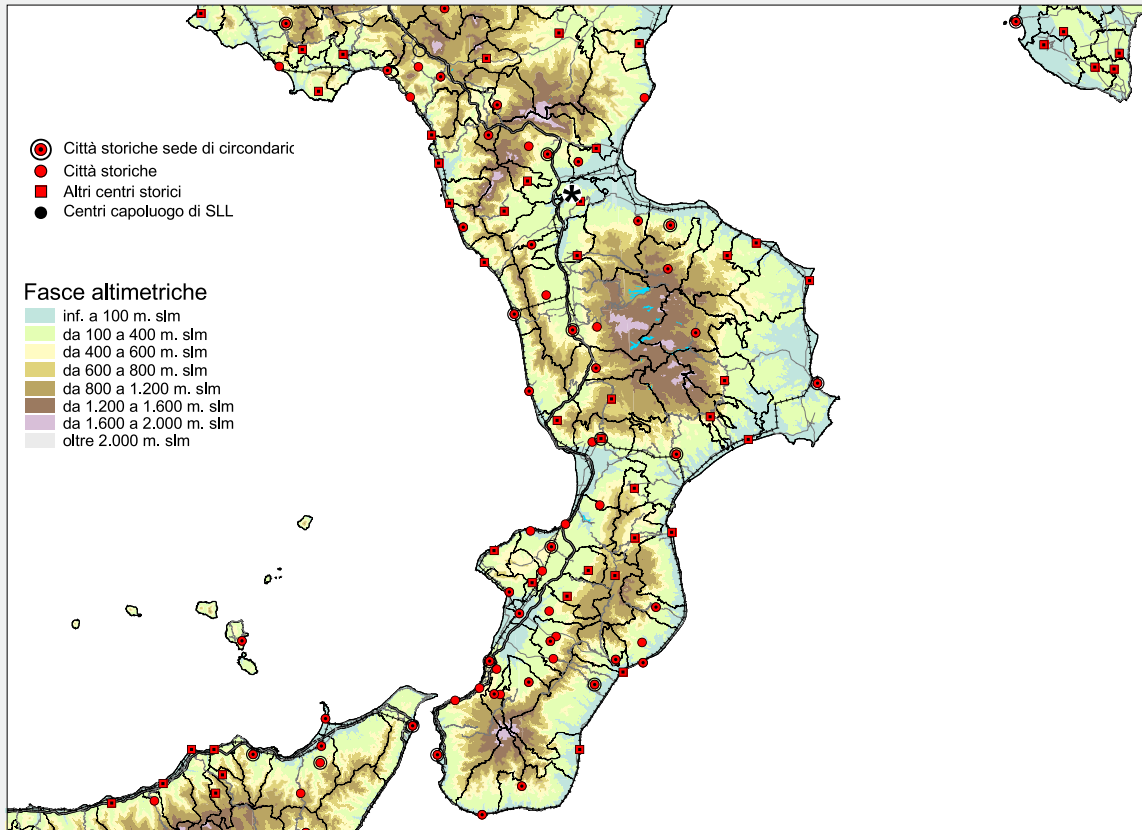 Città storiche sede di circondaric
Città storiche
Altri centri storici
Centri capoluogo di SLL
Fasce altimetriche
inf. a 100 m. slm
da 100 a 400 m. slm
da 400 a 600 m. slm
da 600 a 800 m. slm
da 800 a 1.200 m. slm
da 1.200 a 1.600 m. slm
da 1.600 a 2.000 m. slm
oltre 2.000 m. slm
*